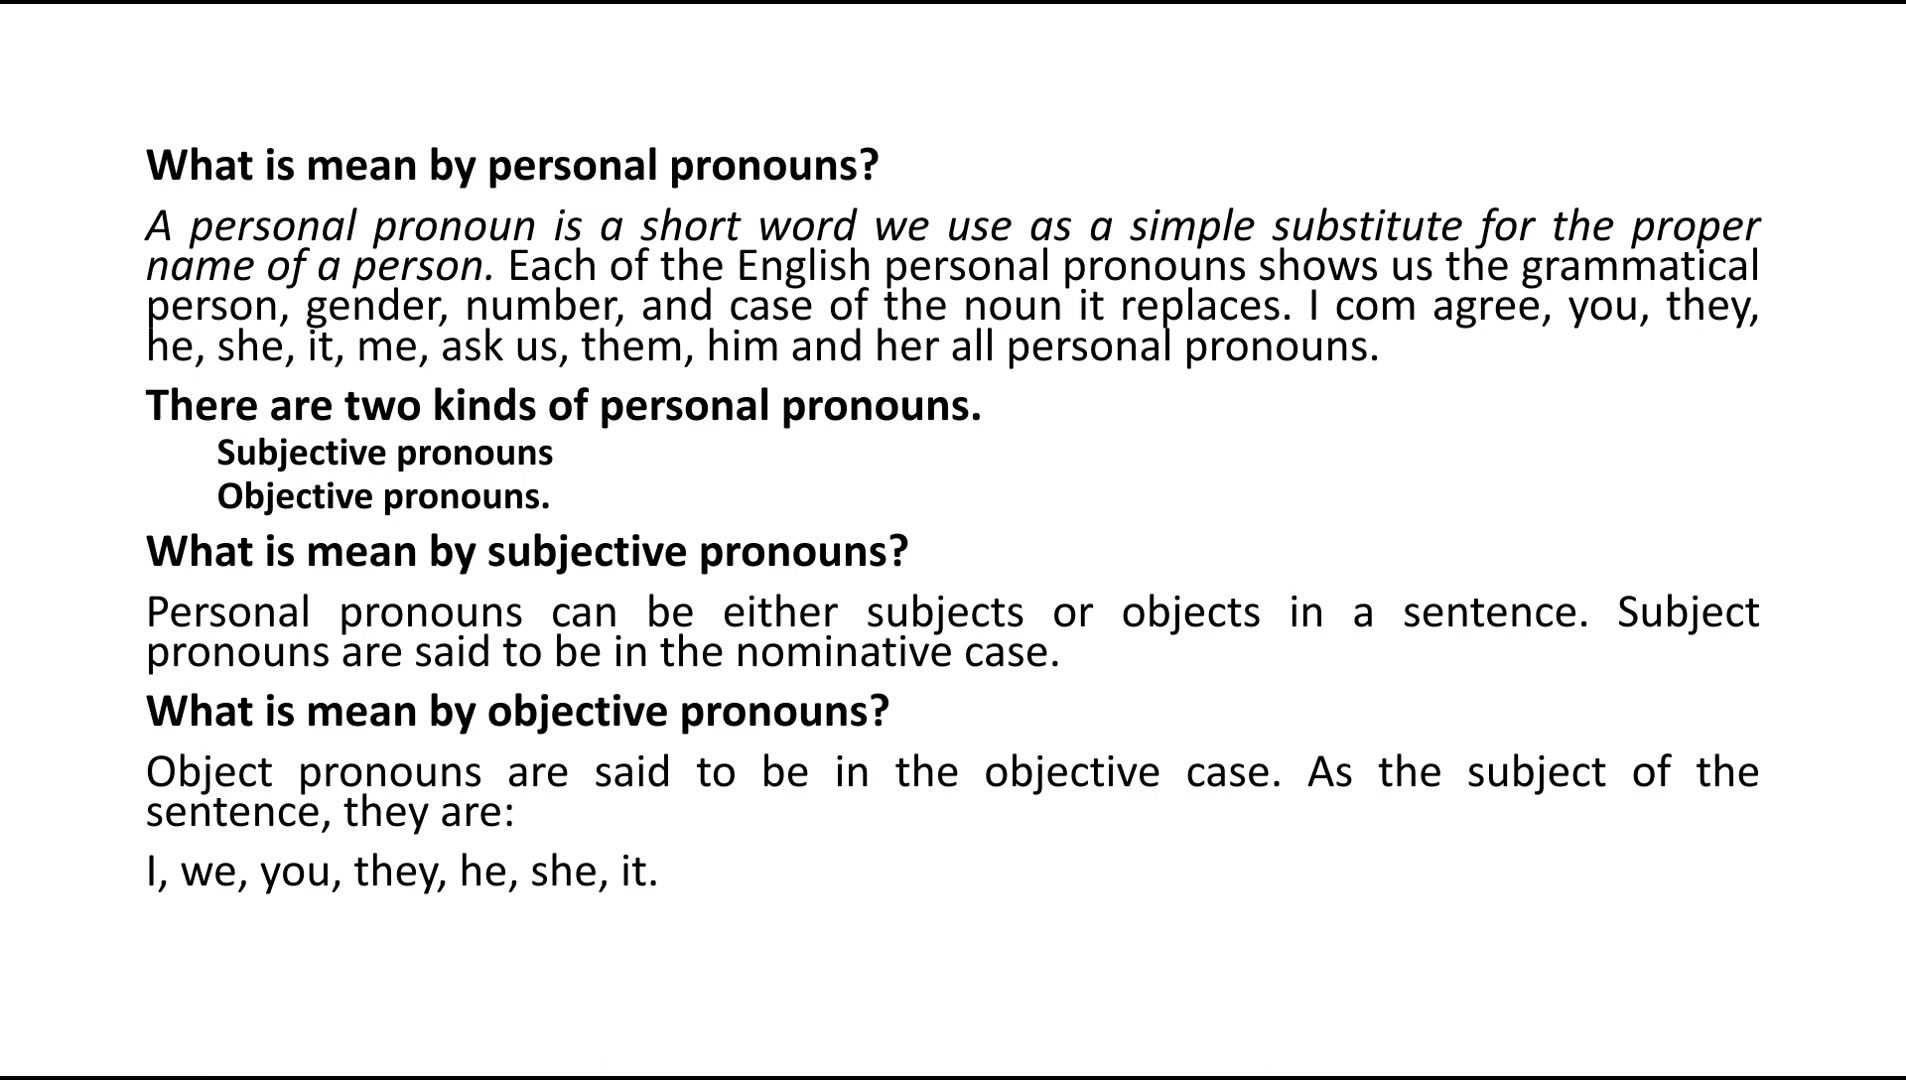 What is mean by personal pronouns?
A personal pronoun is a short word we use as a simple substitute for the proper
name of a person. Each of the English personal pronouns shows us the grammatical
person, gender, number, and case of the noun it replaces. I com agree, you, they,
he, she, it, me, ask us, them, him and her all personal pronouns.
There are two kinds of personal pronouns.
Subjective pronouns
Objective pronouns.
What is mean by subjective pronouns?
Personal pronouns can be either subjects or objects in a sentence. Subject
pronouns are said to be in the nominative case.
What is mean by objective pronouns?
Object pronouns are said to be in the objective case. As the subject of the
sentence, they are:
I, we, you, they, he, she, it.